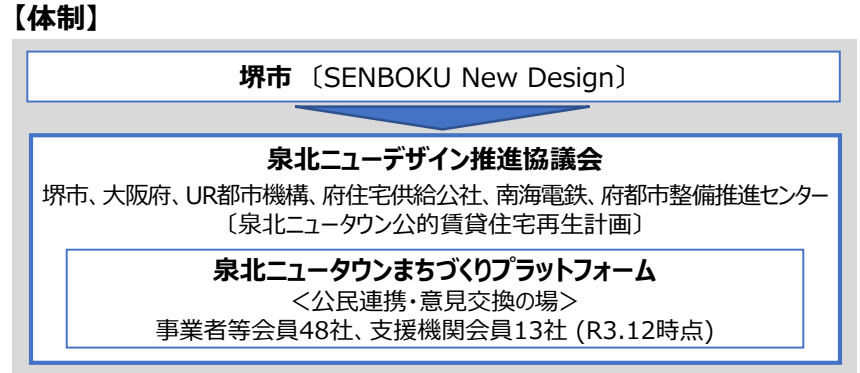 【体制】
堺市〔SENBOKU New Design〕
泉北ニューデザイン推進協議会
堺市、大阪府、UR都市機構、府住宅供給公社、南海電鉄、府都市整備推進センター
〔泉北ニュータウン公的賃貸住宅再生計画〕
泉北ニュータウンまちづくりプラットフォーム
＜公民連携・意見交換の場＞
事業者等会員48社、支援機関会員13社 (R3.12時点)